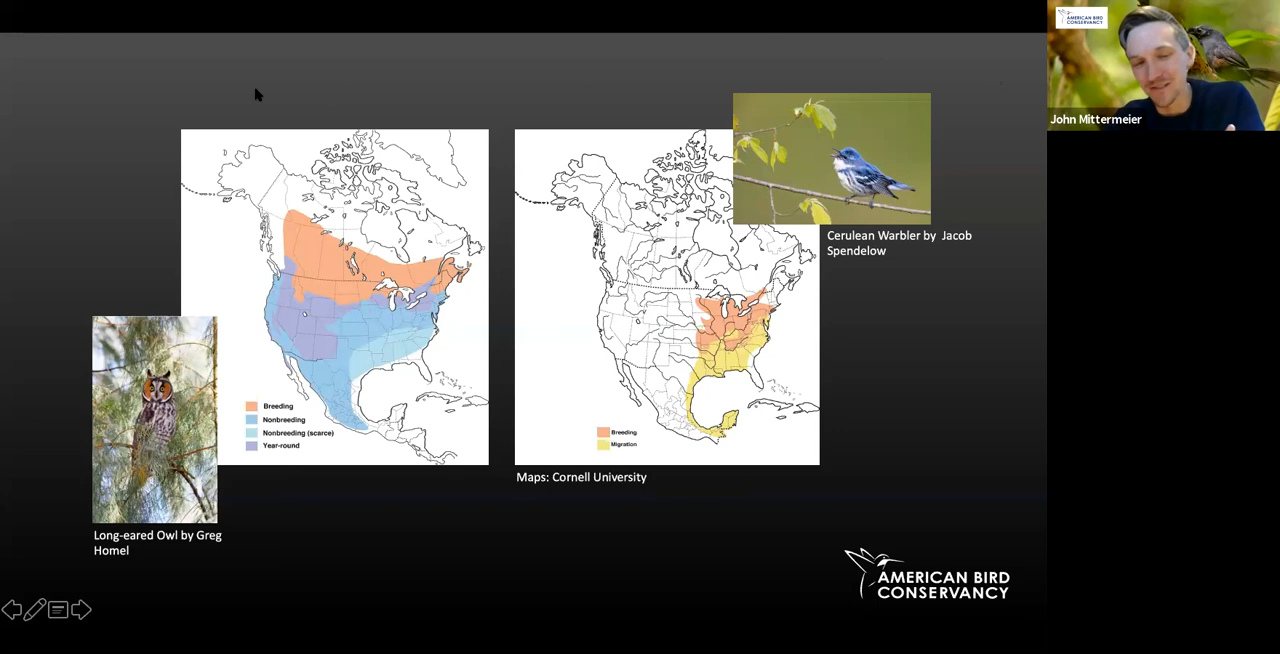 AMERICAN BIRD
CONSERVANCY
John Mittermeier
Cerulean Warbler by Jacob
Spendelow
Breeding
Nonbreeding
Nonbreeding (scarce)
Year-round
Breeding
Migration
Maps: Cornell University
Long-eared Owl by Greg
Homel
AMERICAN BIRD
CONSERVANCY